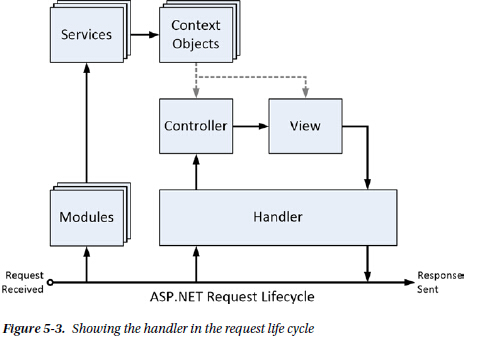 Services
Context
Objects
Controller
View
Modules
Handler
Request
Received
ASP.NET Request Lifecycle
Response
Sent
Figure 5-3. Showing the handler in the request life cycle